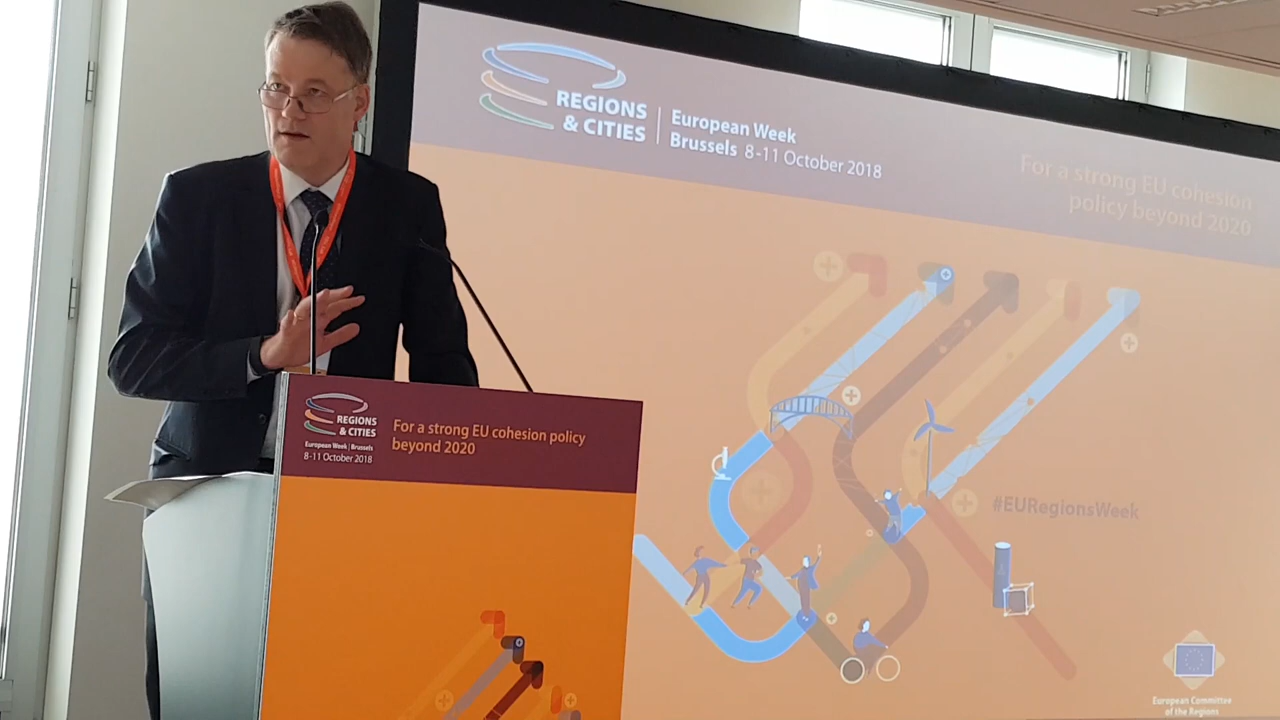 REGIONS
& CITIES
European Week
Brussels 8-11 October 2018
For a strong EU cohesion
policy beyond 2020
#EURegionsWeek
European Committee
of the Regions
REGIONS
& CITIES
European Week | Brussels
8-11 October 2018
For a strong EU cohesion policy
beyond 2020